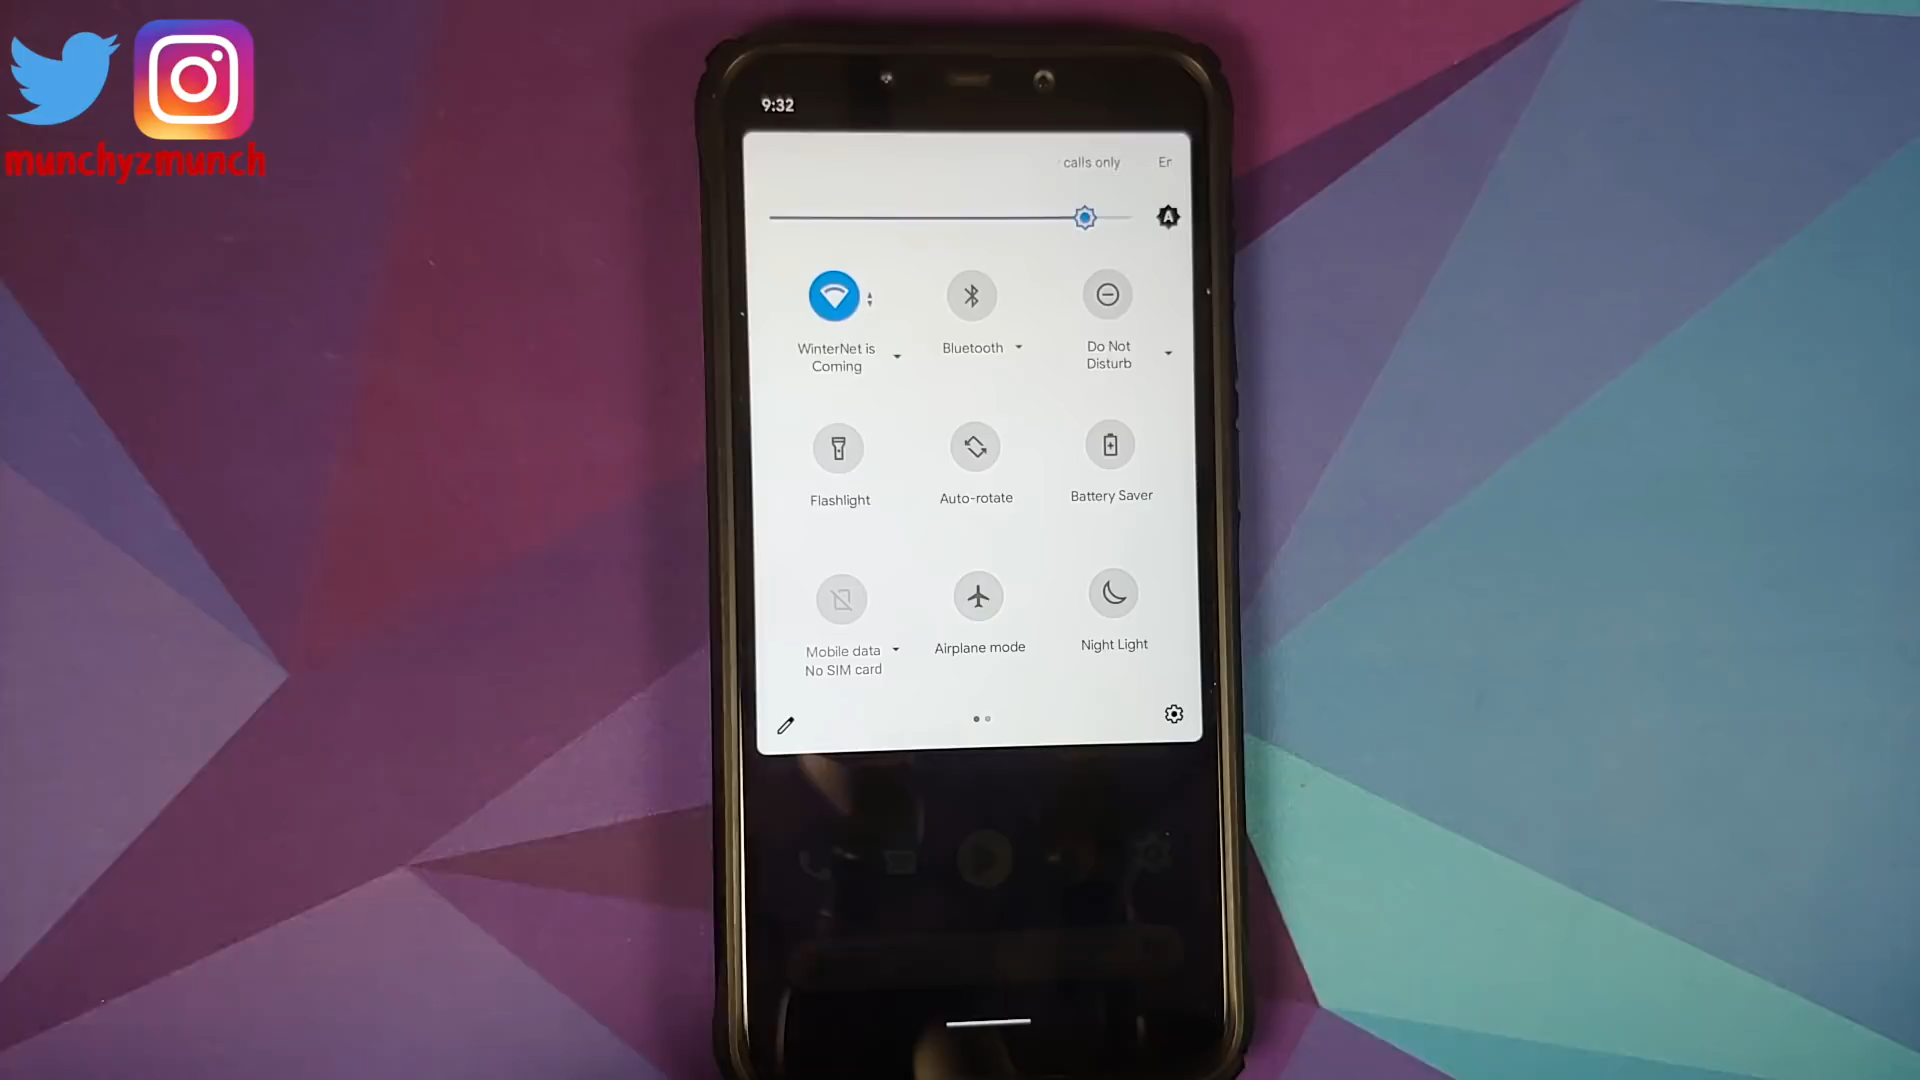 munchyzmunch
9:32
calls only Er
A
WinterNet is
Coming
Bluetooth
Do Not
Disturb
Flashlight
Auto-rotate
Battery Saver
Mobile data
No SIM card
Airplane mode
Night Light